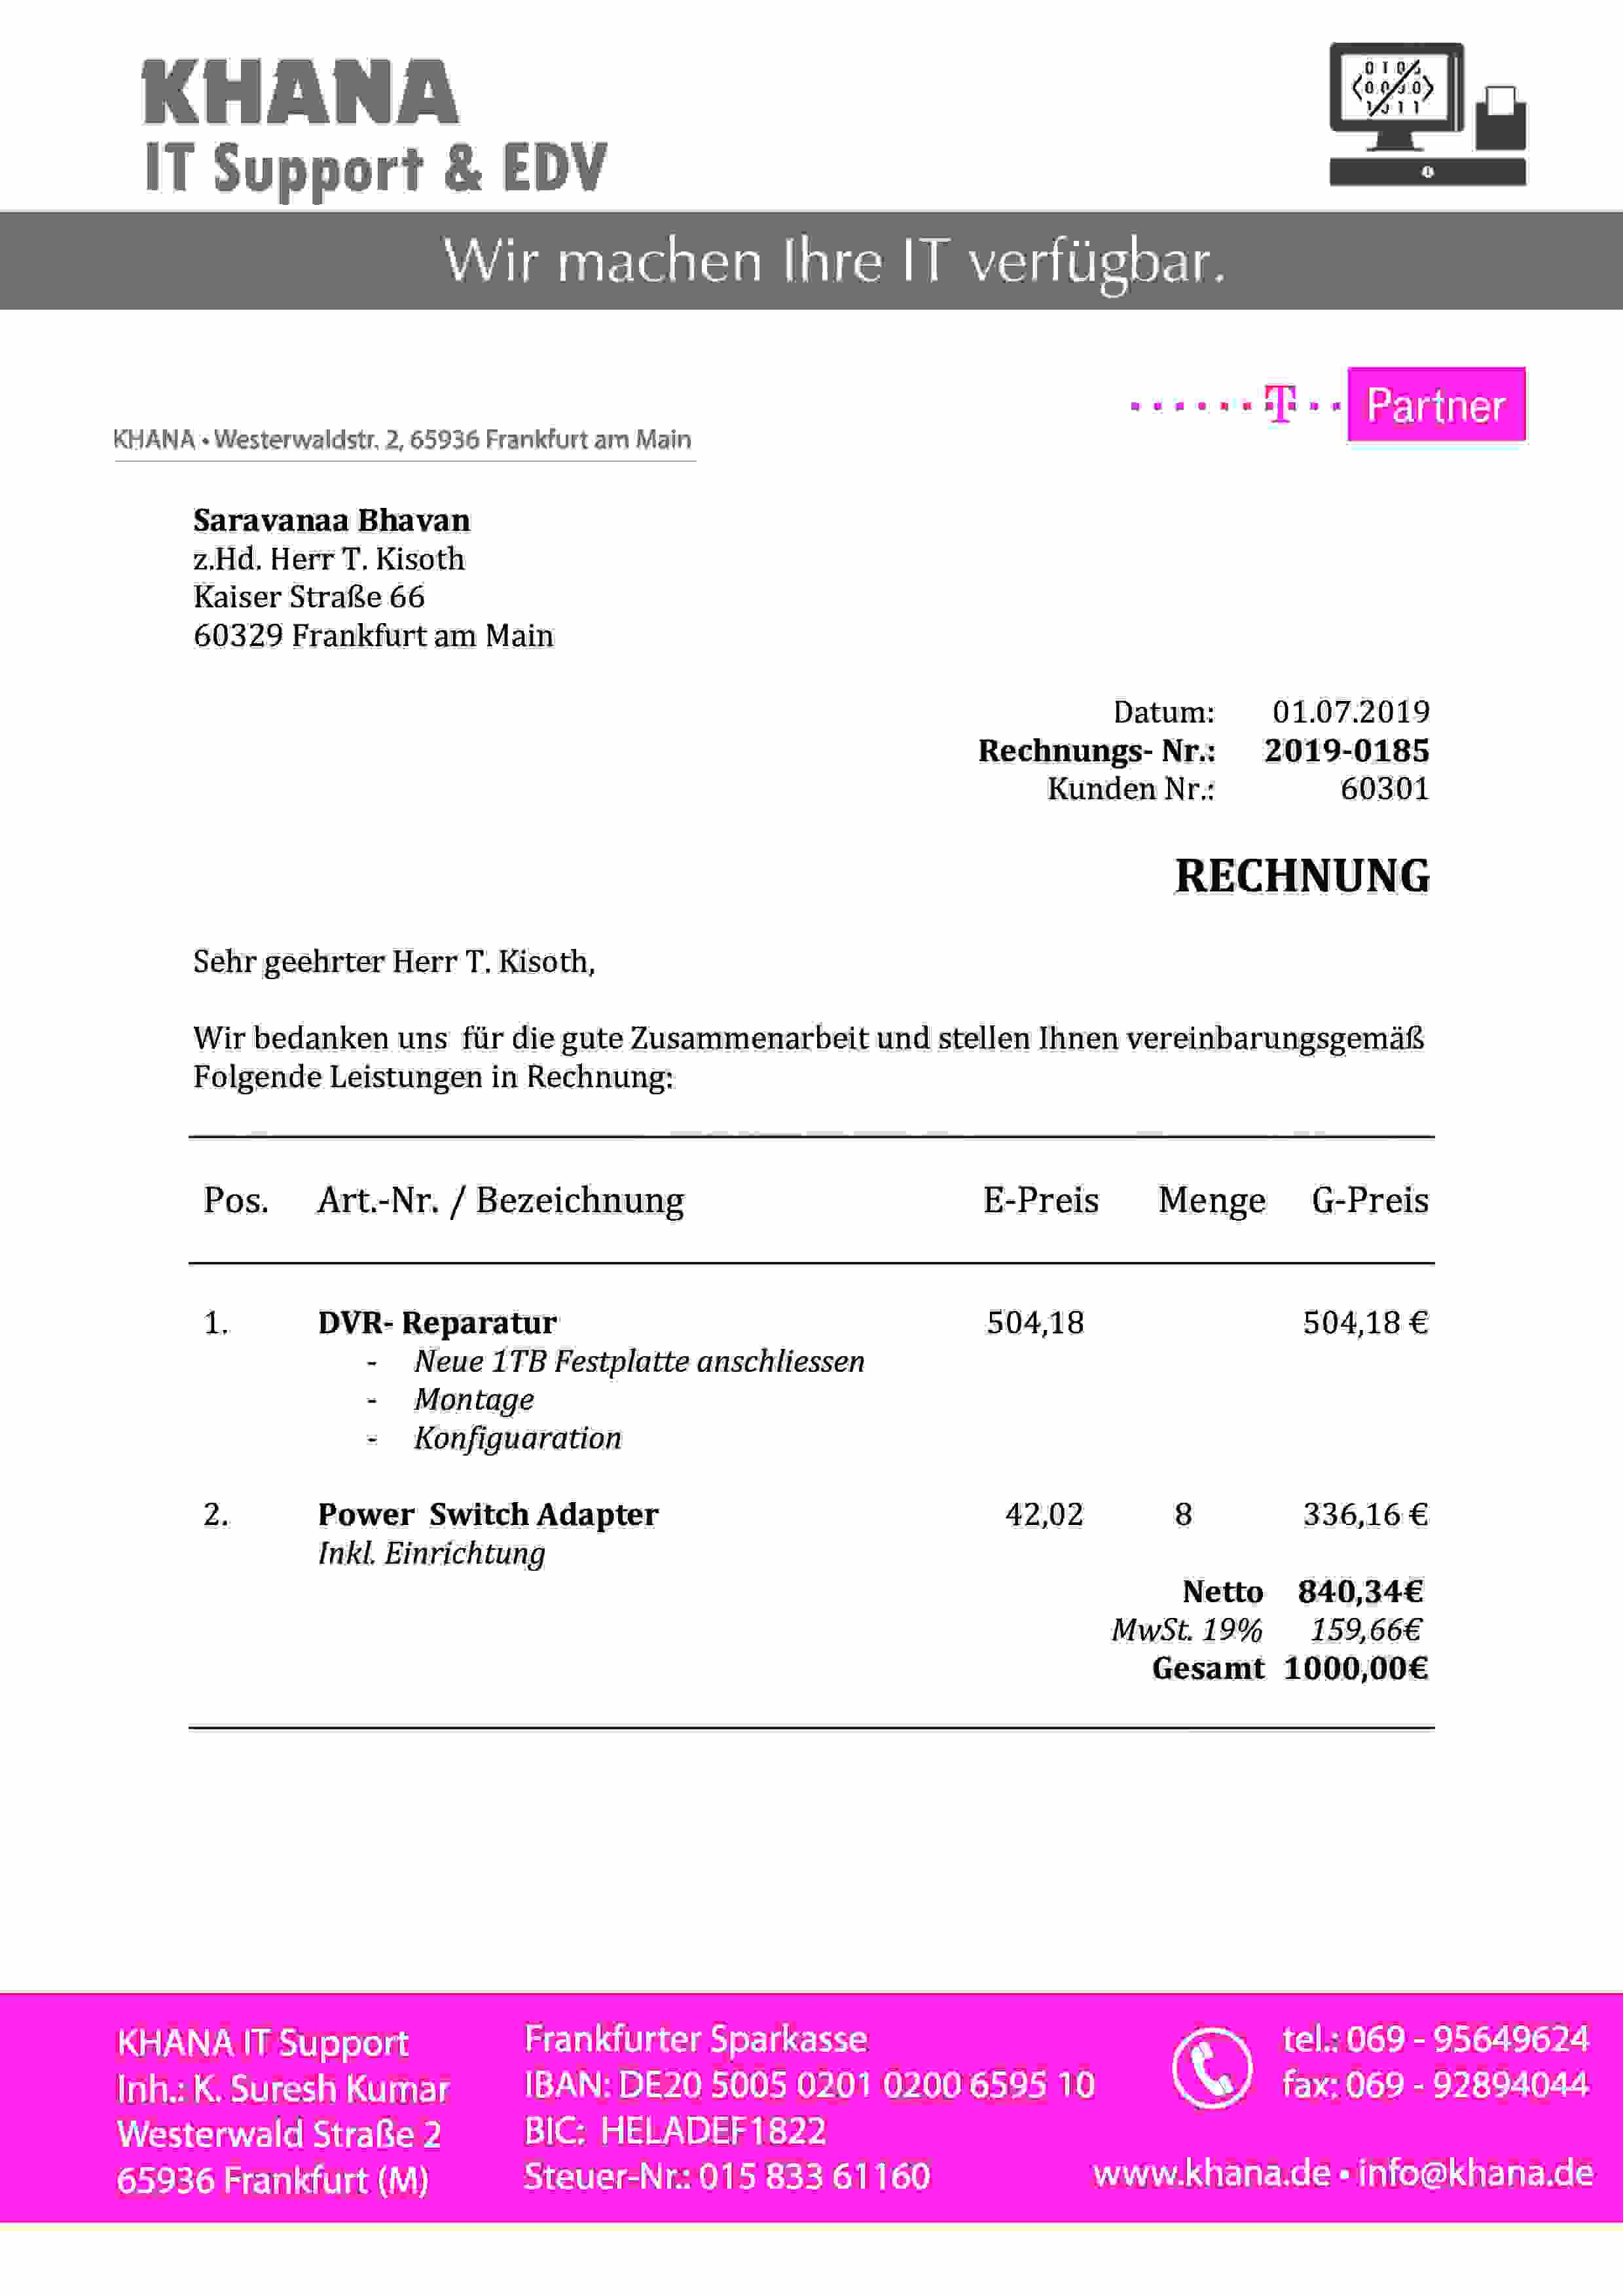 KHANA
IT Support & EDV
Wir machen Ihre IT verfügbar.
T Partner
KHANA • Westerwaldstr. 2, 65936 Frankfurt am Main
Saravanaa Bhavan
z.Hd. Herr T. Kisoth
Kaiser Straße 66
60329 Frankfurt am Main
Datum: 01.07.2019
Rechnungs- Nr.: 2019-0185
Kunden Nr.: 60301
RECHNUNG
Sehr geehrter Herr T. Kisoth,
Wir bedanken uns für die gute Zusammenarbeit und stellen Ihnen vereinbarungsgemäß
Folgende Leistungen in Rechnung:
Pos. Art.-Nr. / Bezeichnung E-Preis Menge G-Preis
1. DVR- Reparatur 504,18 504,18 €
- Neue 1TB Festplatte anschliessen
- Montage
- Konfiguaration
2. Power Switch Adapter 42,02 8 336,16 €
Inkl. Einrichtung
Netto 840,34€
MwSt. 19% 159,66€
Gesamt 1000,00€
KHANA IT Support
Inh.: K. Suresh Kumar
Westerwald Straße 2
65936 Frankfurt (M)
Frankfurter Sparkasse
IBAN: DE20 5005 0201 0200 6595 10
BIC: HELADEF1822
Steuer-Nr.: 015 833 61160
tel.: 069 - 95649624
fax: 069 - 92894044
www.khana.de • info@khana.de